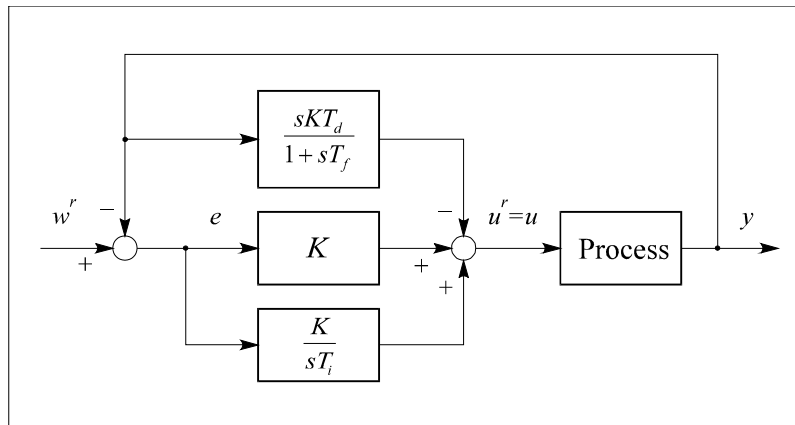 sKT_d
1 + sT_f
w^r
−
e
−
u^r=u
y
K
Process
+
+
+
K
sT_i